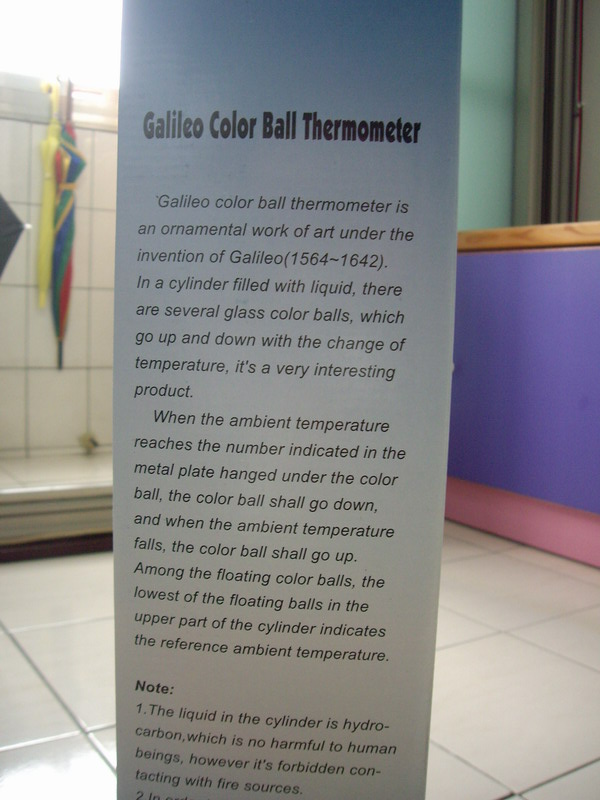 Galileo Color Ball Thermometer
Galileo color ball thermometer is
an ornamental work of art under the
invention of Galileo(1564~1642).
In a cylinder filled with liquid, there
are several glass color balls, which
go up and down with the change of
temperature, it's a very interesting
product.
When the ambient temperature
reaches the number indicated in the
metal plate hanged under the color
ball, the color ball shall go down,
and when the ambient temperature
falls, the color ball shall go up.
Among the floating color balls, the
lowest of the floating balls in the
upper part of the cylinder indicates
the reference ambient temperature.
Note:
1.The liquid in the cylinder is hydro-
carbon,which is no harmful to human
beings, however it's forbidden con-
tacting with fire sources.
2.In